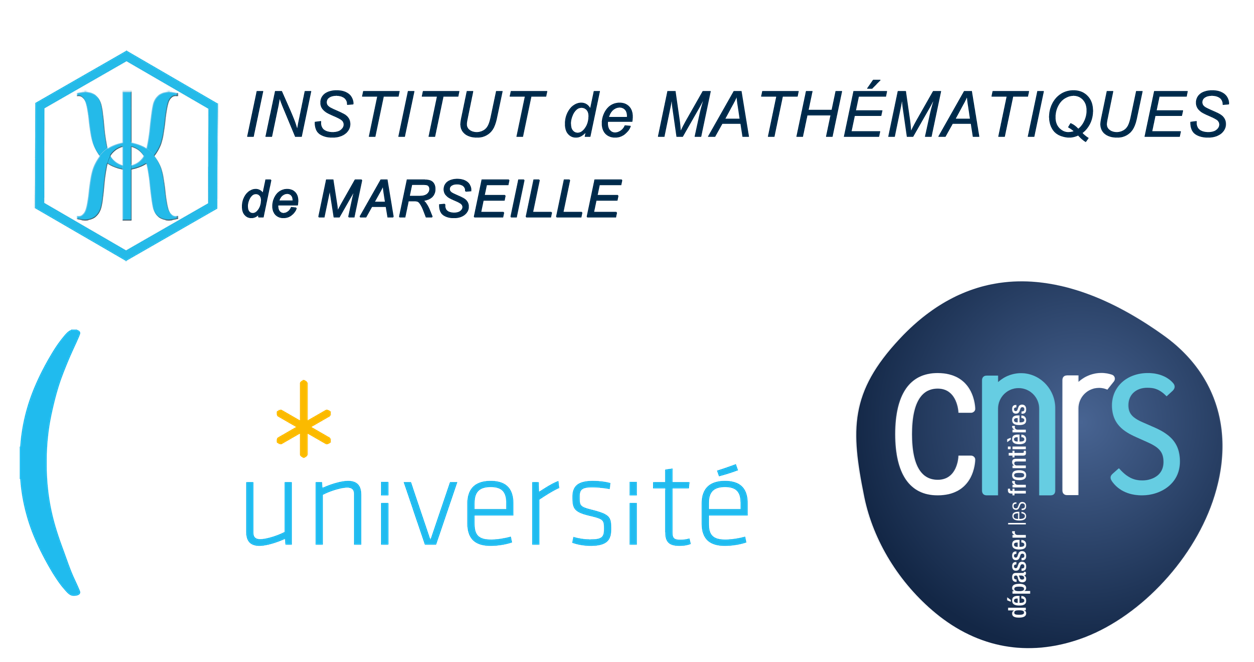 INSTITUT de MATHÉMATIQUES
de MARSEILLE
université
cnrs
dépasser les frontières